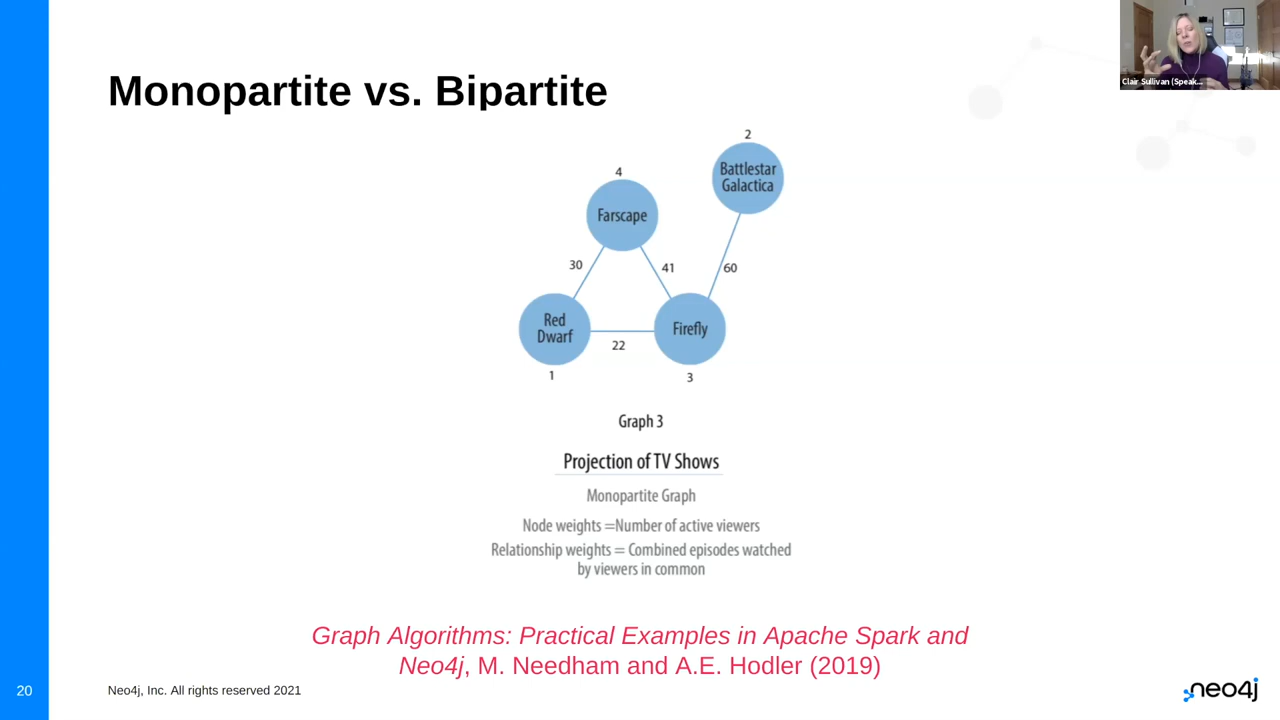 Monopartite vs. Bipartite
Clair Sullivan (Speak...
2
Battlestar
Galactica
4
Farscape
30
41
60
Red
Dwarf
Firefly
22
1
3
Graph 3
Projection of TV Shows
Monopartite Graph
Node weights =Number of active viewers
Relationship weights = Combined episodes watched
by viewers in common
Graph Algorithms: Practical Examples in Apache Spark and
Neo4j, M. Needham and A.E. Hodler (2019)
20
Neo4j, Inc. All rights reserved 2021
neo4j